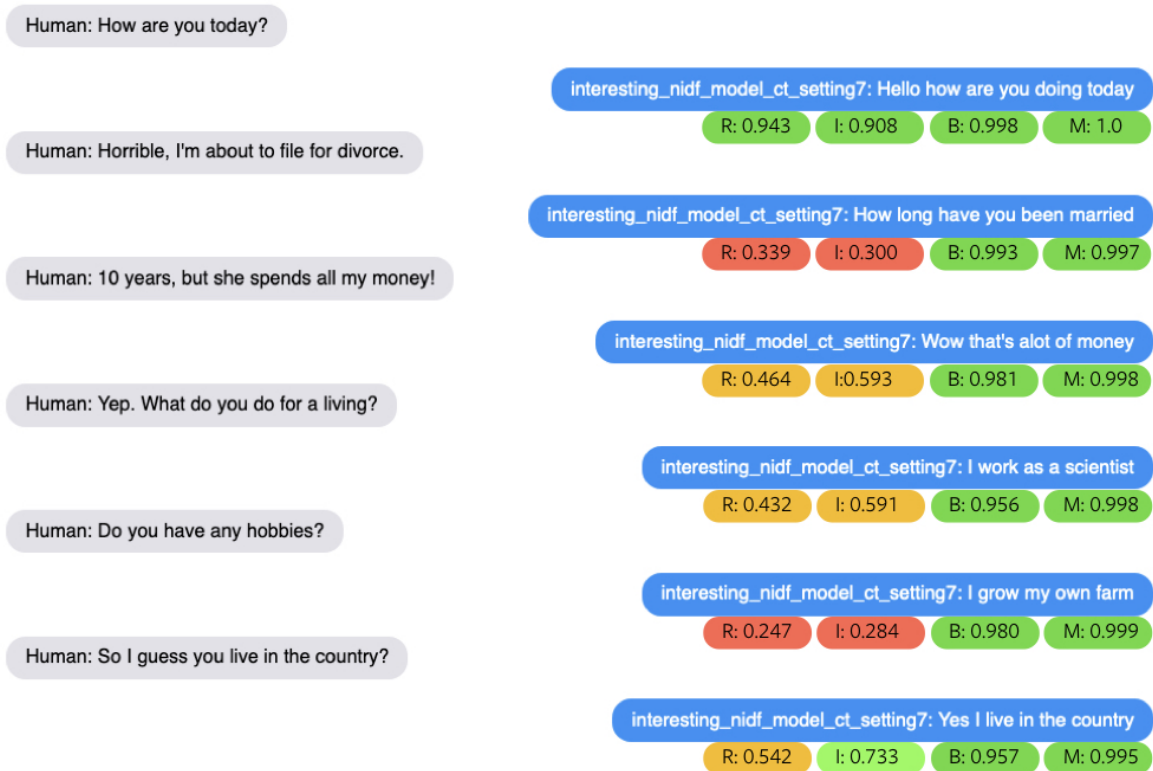 Human: How are you today?
interesting_nidf_model_ct_setting7: Hello how are you doing today
R: 0.943 I: 0.908 B: 0.998 M: 1.0
Human: Horrible, I'm about to file for divorce.
interesting_nidf_model_ct_setting7: How long have you been married
R: 0.339 I: 0.300 B: 0.993 M: 0.997
Human: 10 years, but she spends all my money!
interesting_nidf_model_ct_setting7: Wow that's alot of money
R: 0.464 I:0.593 B: 0.981 M: 0.998
Human: Yep. What do you do for a living?
interesting_nidf_model_ct_setting7: I work as a scientist
R: 0.432 I: 0.591 B: 0.956 M: 0.998
Human: Do you have any hobbies?
interesting_nidf_model_ct_setting7: I grow my own farm
R: 0.247 I: 0.284 B: 0.980 M: 0.999
Human: So I guess you live in the country?
interesting_nidf_model_ct_setting7: Yes I live in the country
R: 0.542 I: 0.733 B: 0.957 M: 0.995